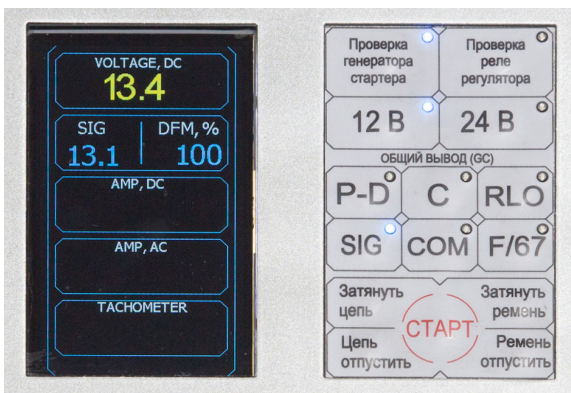 VOLTAGE, DC
13.4
SIG
DFM, %
13.1
100
AMP, DC
AMP, AC
TACHOMETER
Проверка
генератора
стартера
Проверка
реле
регулятора
12 В
24 В
ОБЩИЙ ВЫВОД (GC)
P-D
C
RLO
SIG
COM
F/67
Затянуть
цепь
Затянуть
ремень
СТАРТ
Цепь
отпустить
Ремень
отпустить